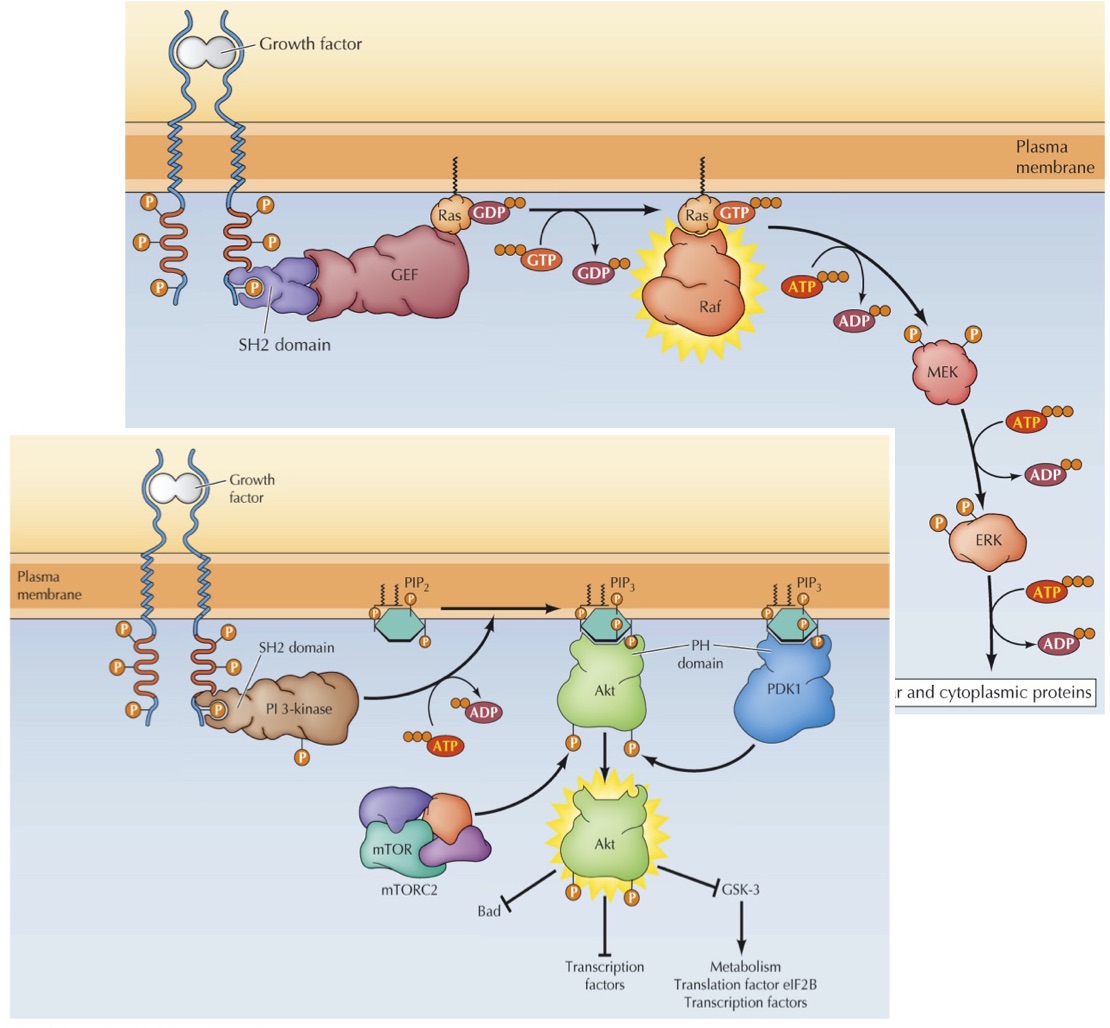 Growth factor
Plasma
membrane
P
P
P
P
P
P
Ras
GDP
GTP
GDP
Ras
GTP
GEF
Raf
SH2 domain
ATP
ADP
P
P
MEK
ATP
ADP
P
P
ERK
ATP
ADP
r and cytoplasmic proteins
Growth
factor
Plasma
membrane
P
P
P
P
P
P
SH2 domain
PI 3-kinase
P
PIP2
P
P
P
ADP
ATP
PIP3
P
P
P
P
PIP3
P
P
P
P
PH
domain
Akt
PDK1
P
P
mTOR
mTORC2
Akt
P
P
Bad
GSK-3
Transcription
factors
Metabolism
Translation factor eIF2B
Transcription factors